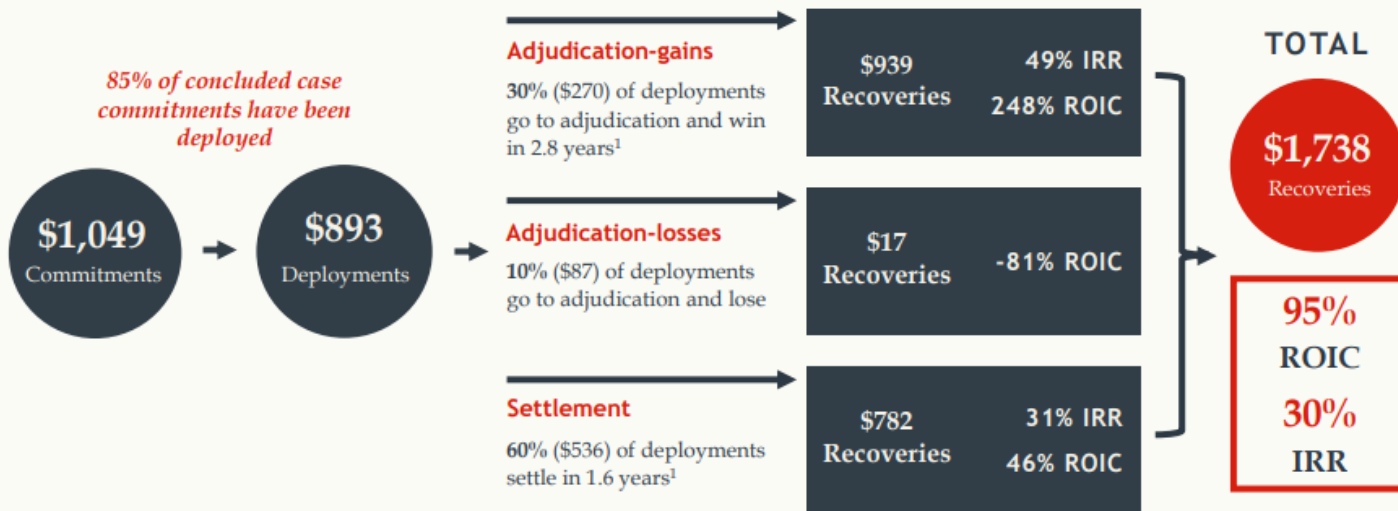 85% of concluded case
commitments have been
deployed
$1,049
Commitments
$893
Deployments
Adjudication-gains
30% ($270) of deployments
go to adjudication and win
in 2.8 years¹
$939
Recoveries
49% IRR
248% ROIC
Adjudication-losses
10% ($87) of deployments
go to adjudication and lose
$17
Recoveries
-81% ROIC
Settlement
60% ($536) of deployments
settle in 1.6 years¹
$782
Recoveries
31% IRR
46% ROIC
TOTAL
$1,738
Recoveries
95%
ROIC
30%
IRR